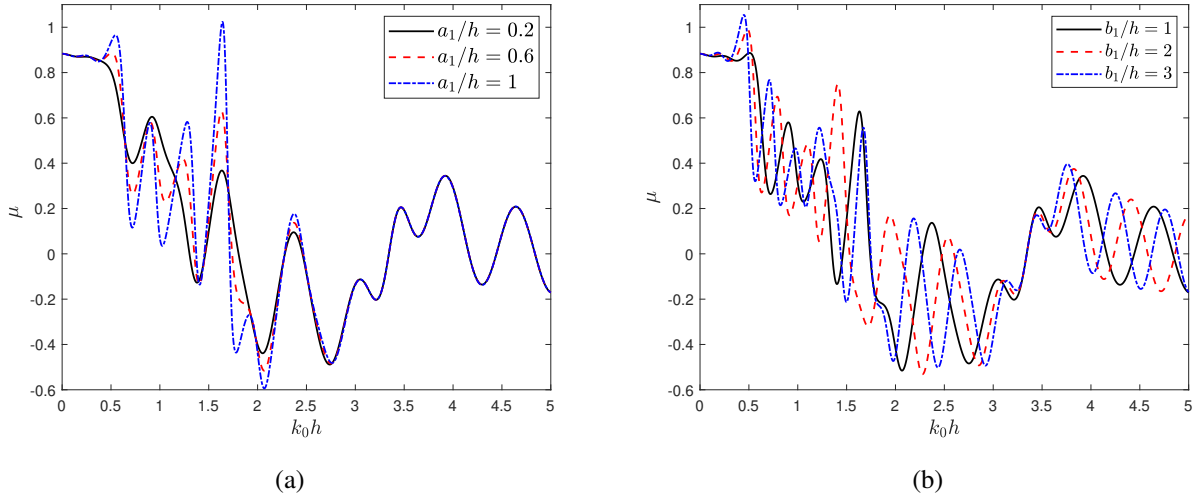 1
0.8
0.6
0.4
0.2
0
-0.2
-0.4
-0.6
μ
0 0.5 1 1.5 2 2.5 3 3.5 4 4.5 5
k₀h
a₁/h = 0.2
a₁/h = 0.6
a₁/h = 1
(a)
1
0.8
0.6
0.4
0.2
0
-0.2
-0.4
-0.6
μ
0 0.5 1 1.5 2 2.5 3 3.5 4 4.5 5
k₀h
b₁/h = 1
b₁/h = 2
b₁/h = 3
(b)